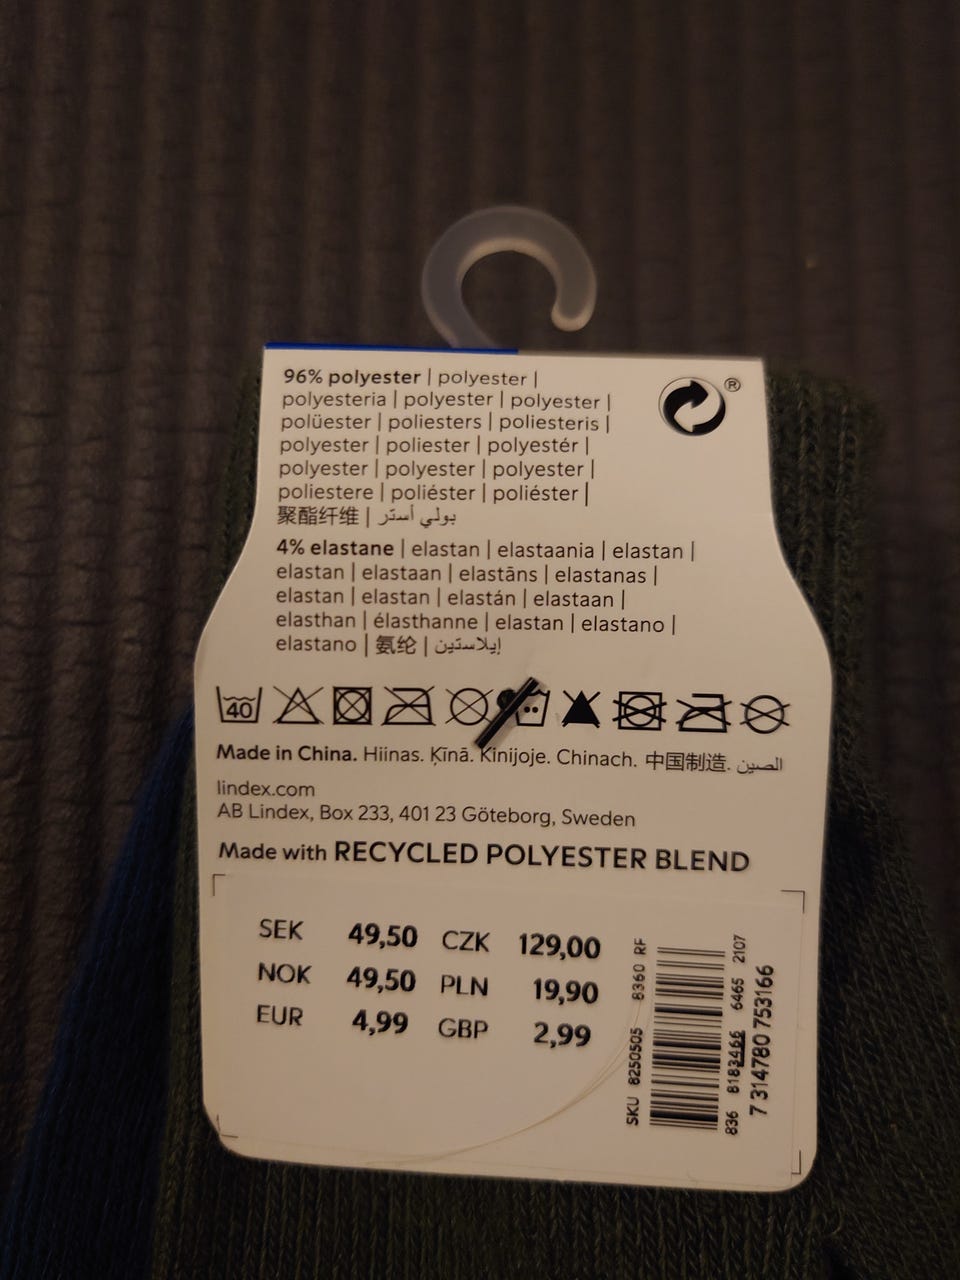 96% polyester | polyester |
polyesteria | polyester | polyester |
polüester | poliesters | poliesteris |
polyester | poliester | polyestér |
polyester | polyester | polyester |
poliestere | poliéster | poliéster |
聚酯纤维 | بولي أستر
4% elastane | elastan | elastaania | elastan |
elastan | elastaan | elastāns | elastanas |
elastan | elastan | elastán | elastaan |
elasthan | élasthanne | elastan | elastano |
elastano | 氨纶 | إيلاستين
®
40
Made in China. Hiinas. Ķīnā. Kinijoje. Chinach. 中国制造. الصين
lindex.com
AB Lindex, Box 233, 401 23 Göteborg, Sweden
Made with RECYCLED POLYESTER BLEND
SEK 49,50 CZK 129,00
NOK 49,50 PLN 19,90
EUR 4,99 GBP 2,99
SKU 8250505 8360 RF
836 8183466 6465 2107
7 314780 753166